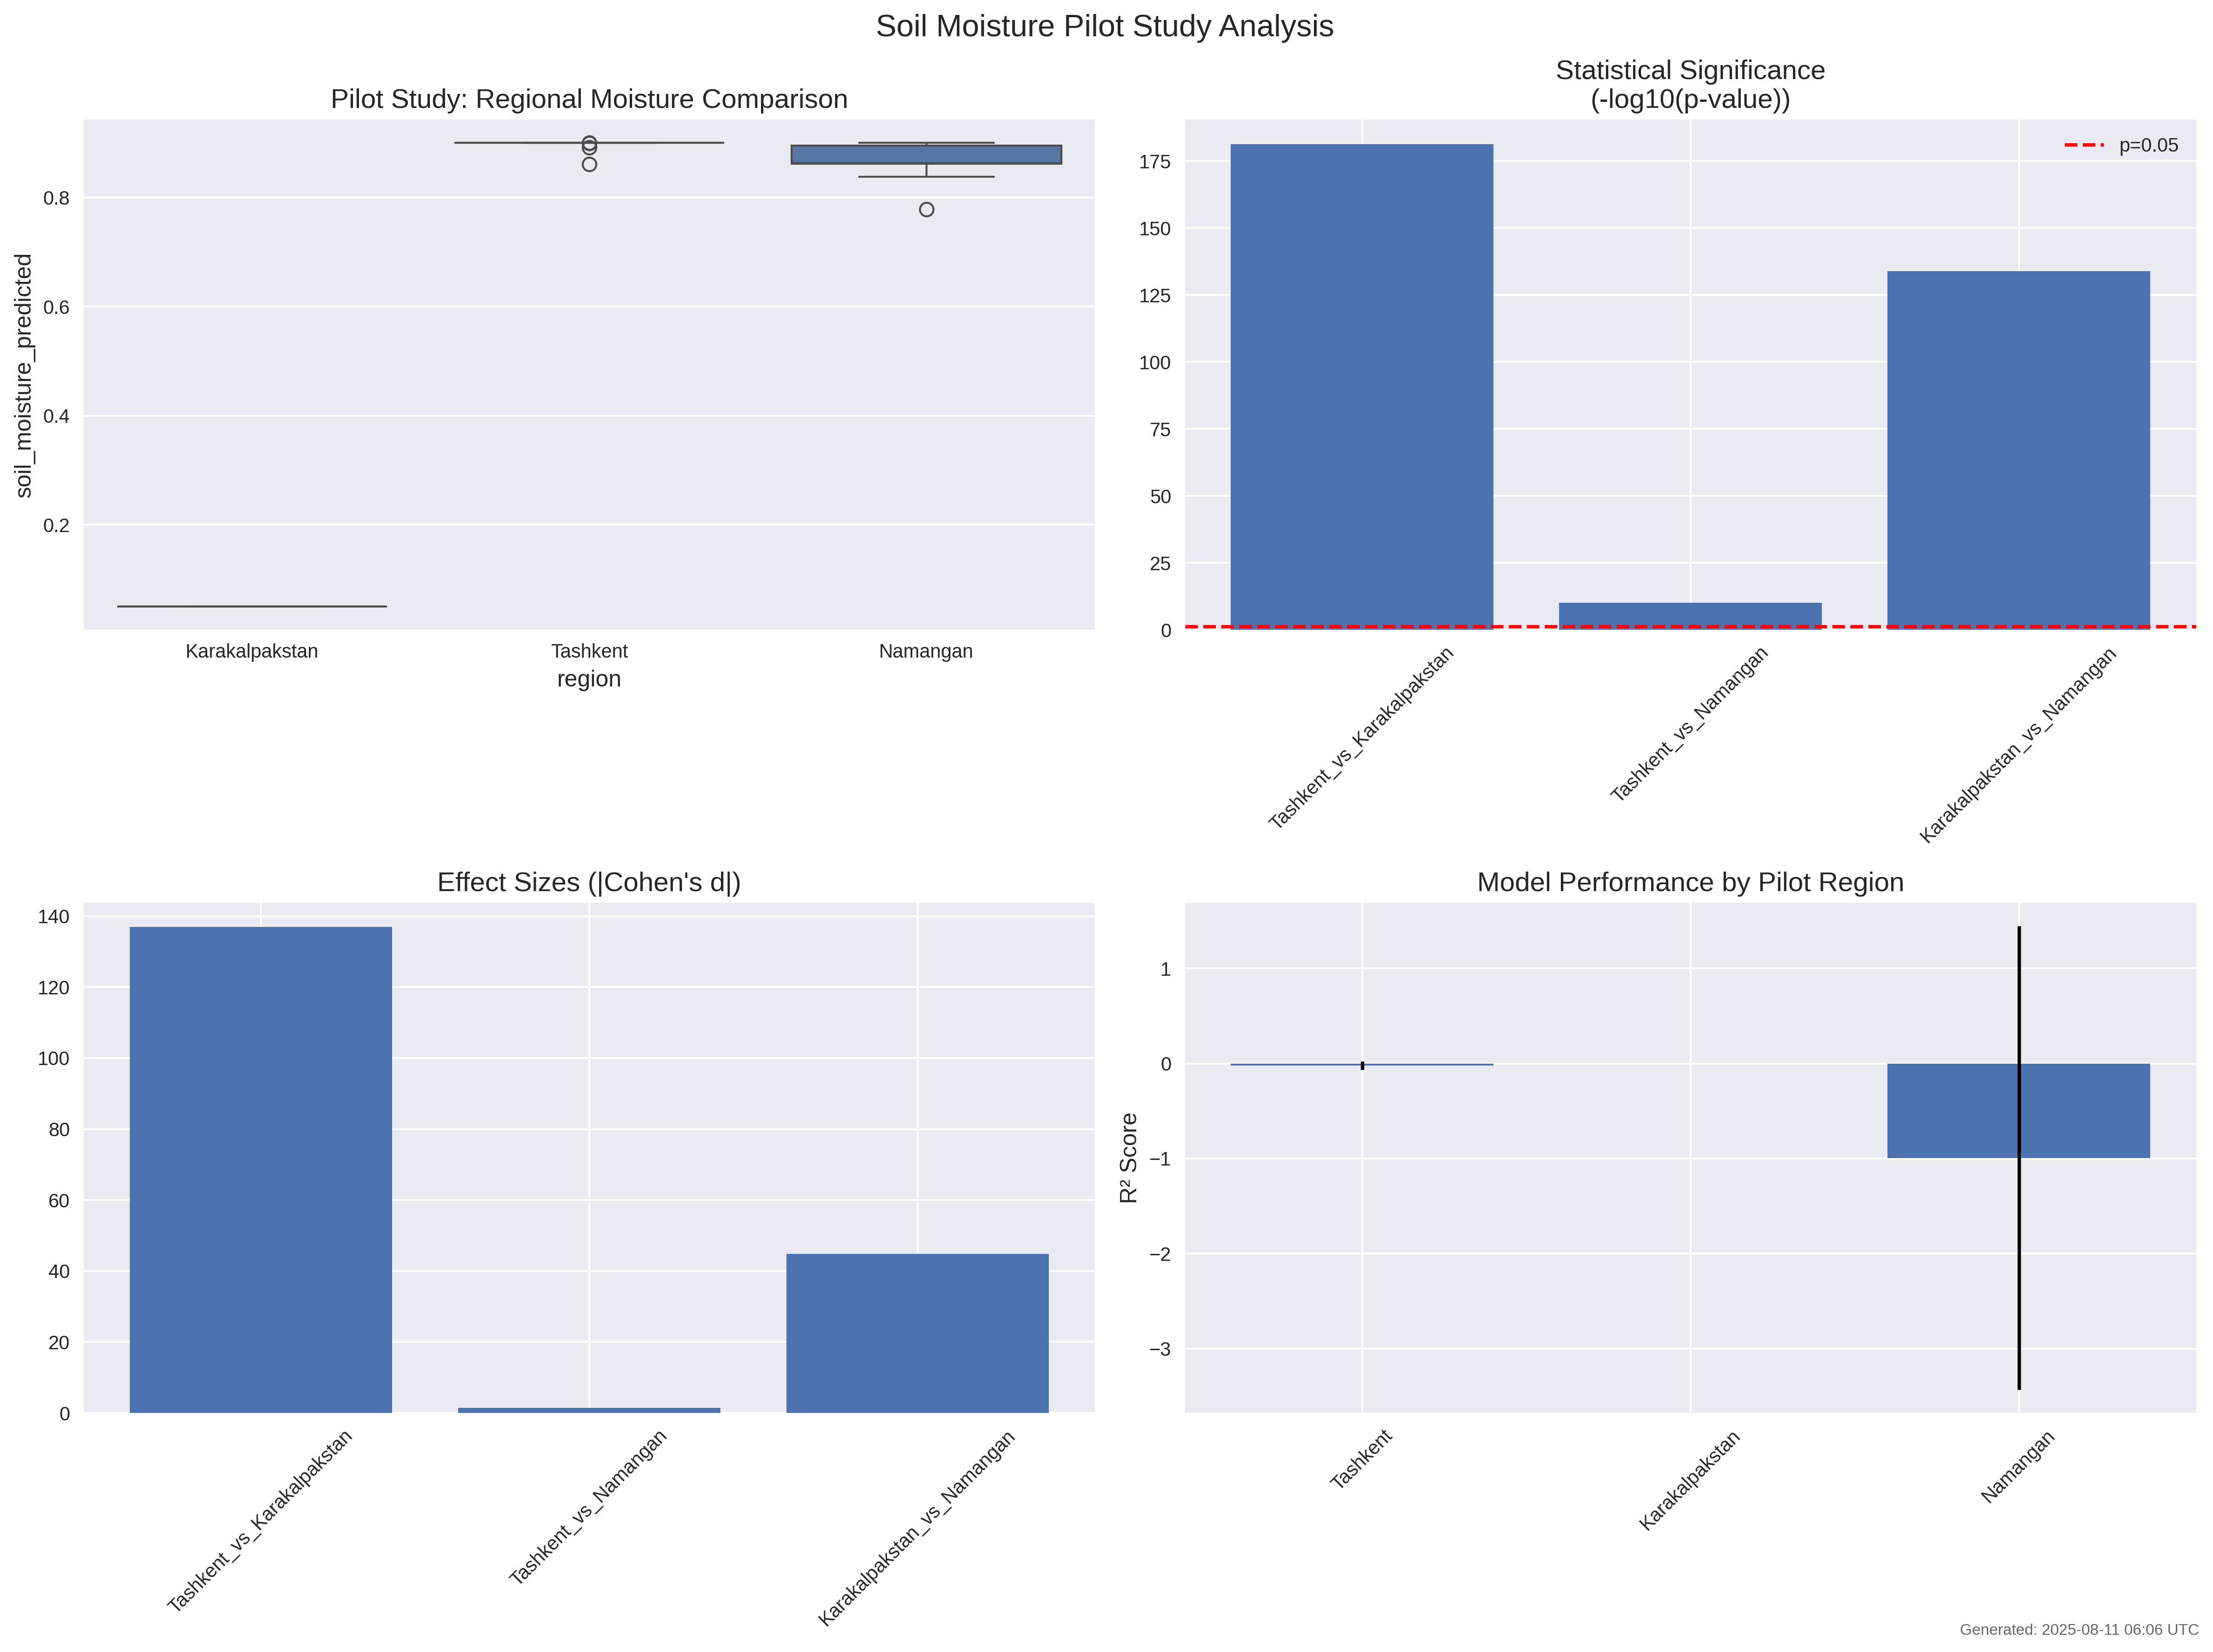 Soil Moisture Pilot Study Analysis
Pilot Study: Regional Moisture Comparison
soil_moisture_predicted
0.8
0.6
0.4
0.2
Karakalpakstan
Tashkent
Namangan
region
Statistical Significance
(-log10(p-value))
p=0.05
175
150
125
100
75
50
25
0
Tashkent_vs_Karakalpakstan
Tashkent_vs_Namangan
Karakalpakstan_vs_Namangan
Effect Sizes (|Cohen's d|)
140
120
100
80
60
40
20
0
Tashkent_vs_Karakalpakstan
Tashkent_vs_Namangan
Karakalpakstan_vs_Namangan
Model Performance by Pilot Region
R² Score
1
0
−1
−2
−3
Tashkent
Karakalpakstan
Namangan
Generated: 2025-08-11 06:06 UTC